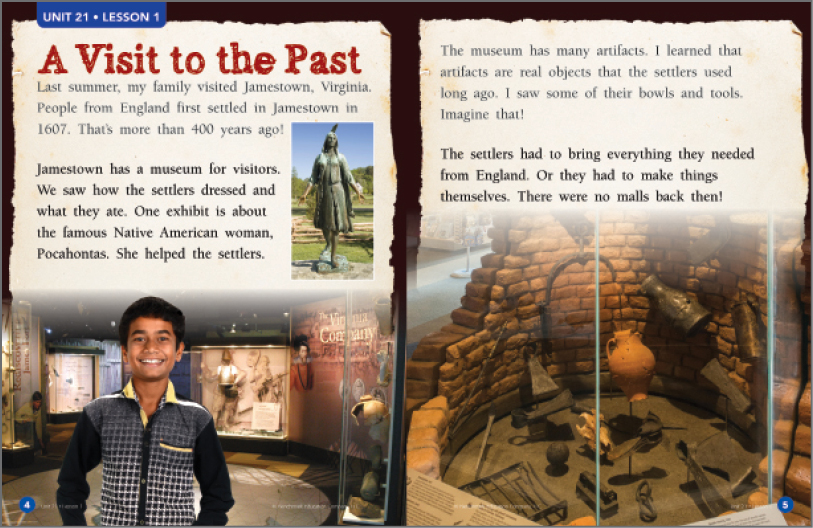 UNIT 21 • LESSON 1
A Visit to the Past
Last summer, my family visited Jamestown, Virginia.
People from England first settled in Jamestown in
1607. That's more than 400 years ago!
Jamestown has a museum for visitors.
We saw how the settlers dressed and
what they ate. One exhibit is about
the famous Native American woman,
Pocahontas. She helped the settlers.
The Virginia
Company
4
Unit 21 • Lesson 1
The museum has many artifacts. I learned that
artifacts are real objects that the settlers used
long ago. I saw some of their bowls and tools.
Imagine that!
The settlers had to bring everything they needed
from England. Or they had to make things
themselves. There were no malls back then!
5